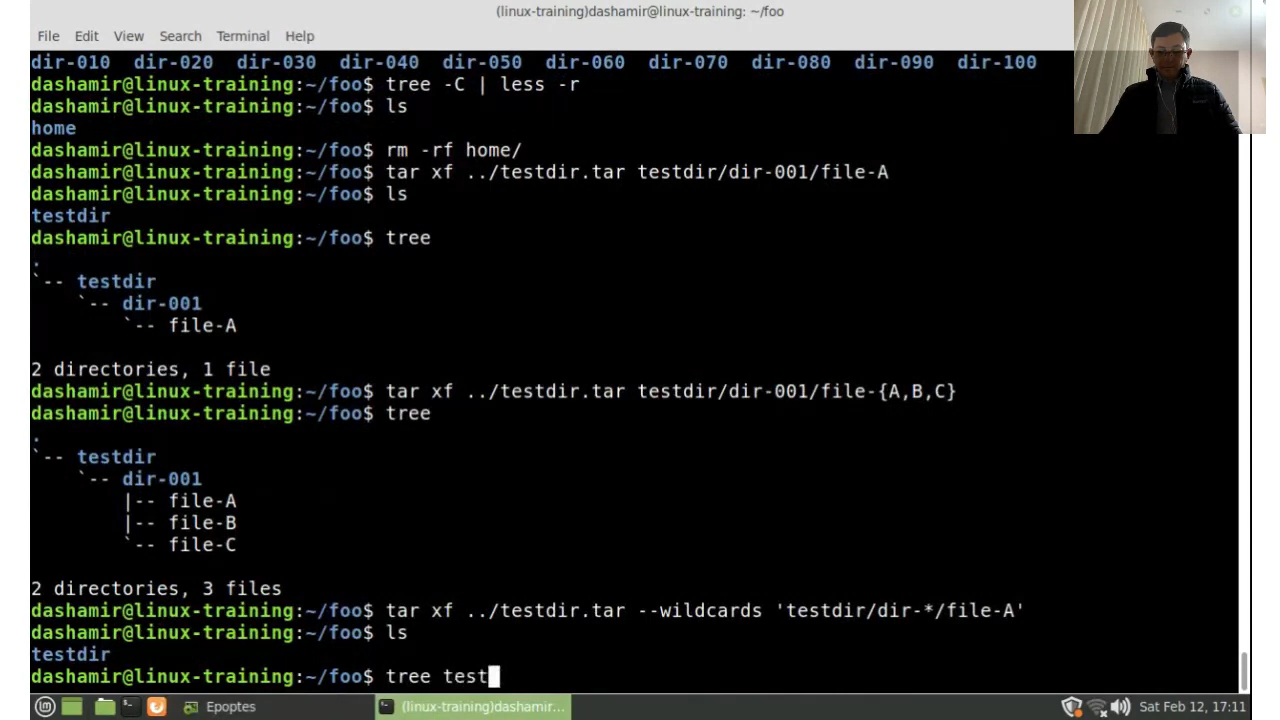 (linux-training)dashamir@linux-training: ~/foo
File Edit View Search Terminal Help
dir-010 dir-020 dir-030 dir-040 dir-050 dir-060 dir-070 dir-080 dir-090 dir-100
dashamir@linux-training:~/foo$ tree -C | less -r
dashamir@linux-training:~/foo$ ls
home
dashamir@linux-training:~/foo$ rm -rf home/
dashamir@linux-training:~/foo$ tar xf ../testdir.tar testdir/dir-001/file-A
dashamir@linux-training:~/foo$ ls
testdir
dashamir@linux-training:~/foo$ tree
.
`-- testdir
    `-- dir-001
        `-- file-A
2 directories, 1 file
dashamir@linux-training:~/foo$ tar xf ../testdir.tar testdir/dir-001/file-{A,B,C}
dashamir@linux-training:~/foo$ tree
.
`-- testdir
    `-- dir-001
        |-- file-A
        |-- file-B
        `-- file-C
2 directories, 3 files
dashamir@linux-training:~/foo$ tar xf ../testdir.tar --wildcards 'testdir/dir-*/file-A'
dashamir@linux-training:~/foo$ ls
testdir
dashamir@linux-training:~/foo$ tree test
Epoptes (linux-training)dashamir... Sat Feb 12, 17:11